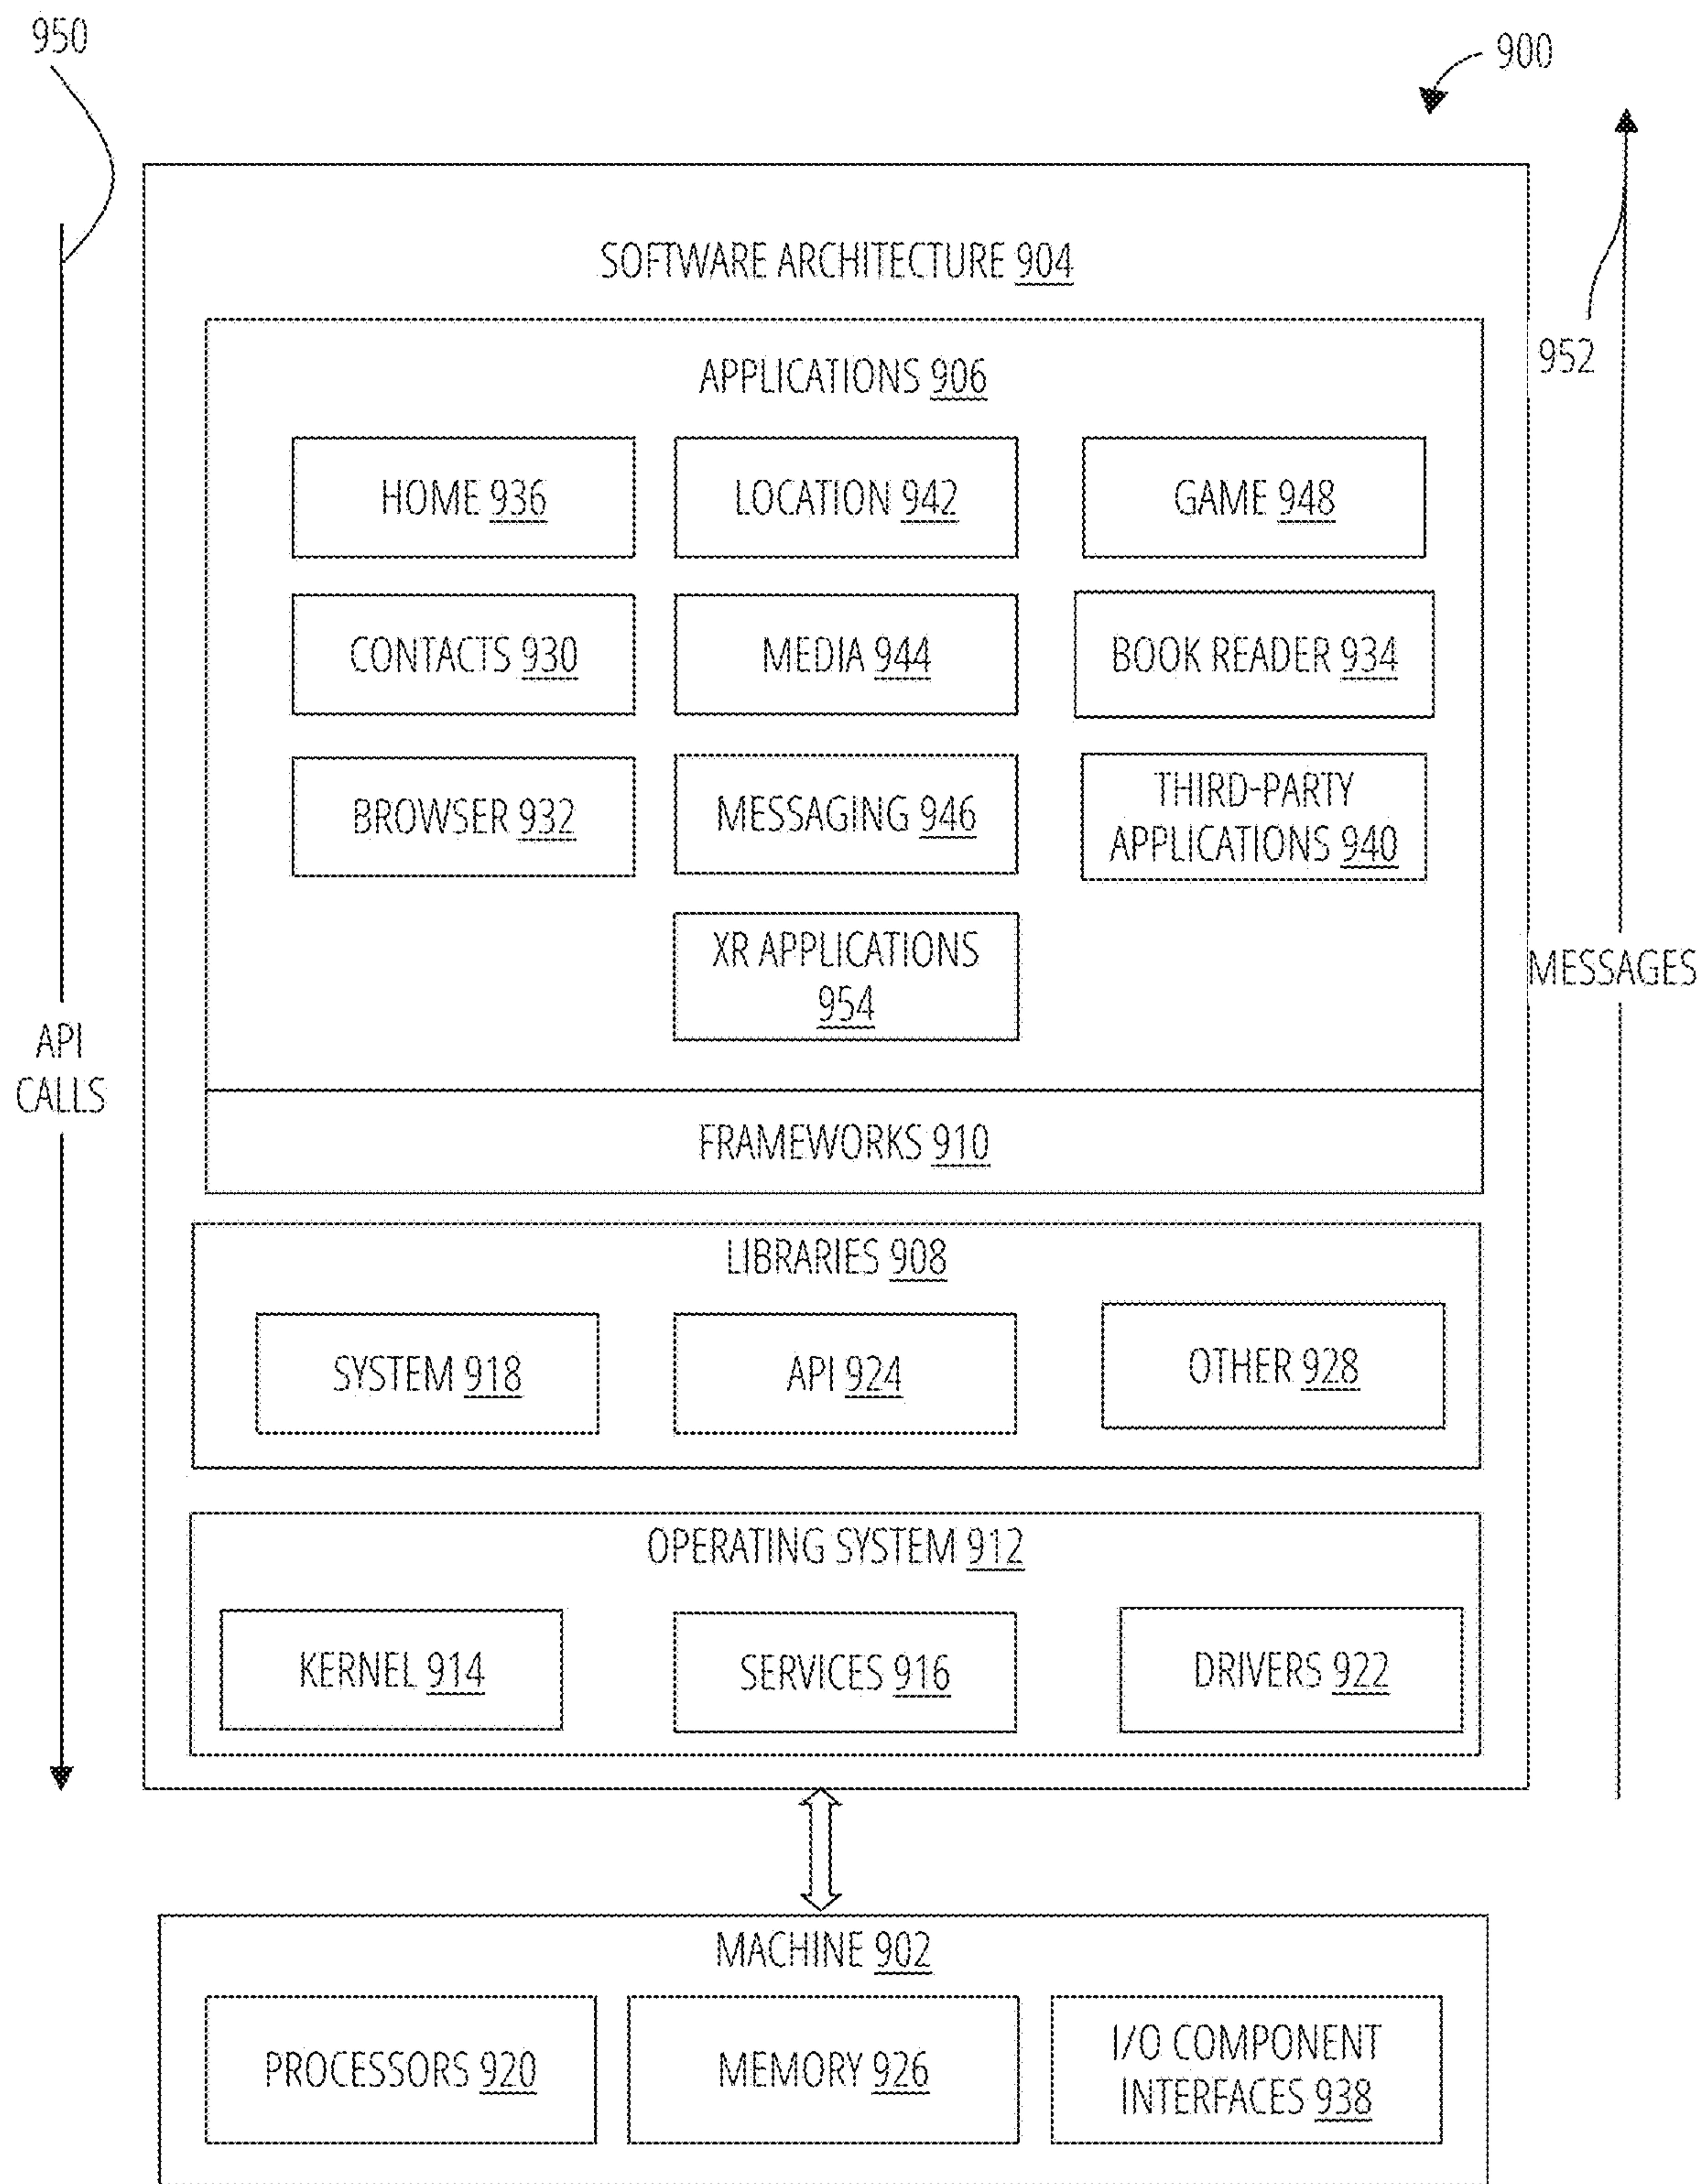 950
900
SOFTWARE ARCHITECTURE 904
952
APPLICATIONS 906
HOME 936
LOCATION 942
GAME 948
CONTACTS 930
MEDIA 944
BOOK READER 934
BROWSER 932
MESSAGING 946
THIRD-PARTY
APPLICATIONS 940
XR APPLICATIONS
954
MESSAGES
API
CALLS
FRAMEWORKS 910
LIBRARIES 908
SYSTEM 918
API 924
OTHER 928
OPERATING SYSTEM 912
KERNEL 914
SERVICES 916
DRIVERS 922
MACHINE 902
PROCESSORS 920
MEMORY 926
I/O COMPONENT
INTERFACES 938